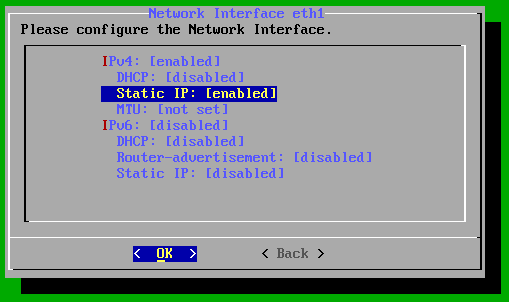 Network Interface eth1
Please configure the Network Interface.
IPv4: [enabled]
DHCP: [disabled]
Static IP: [enabled]
MTU: [not set]
IPv6: [disabled]
DHCP: [disabled]
Router-advertisement: [disabled]
Static IP: [disabled]
< OK > < Back >